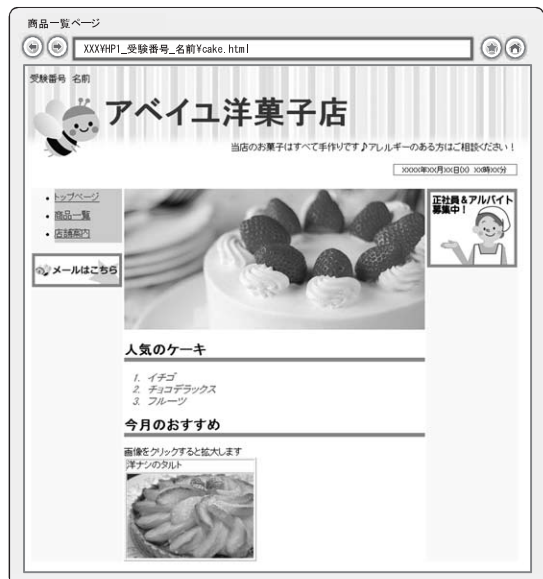 商品一覧ページ
XXX¥HP1_受験番号_名前¥cake.html
受験番号 名前
アベイユ洋菓子店
当店のお菓子はすべて手作りです♪アレルギーのある方はご相談ください！
xxxx年xx月xx日(x) xx時xx分
・トップページ
・商品一覧
・店舗案内
メールはこちら
正社員＆アルバイト
募集中！
人気のケーキ
1. イチゴ
2. チョコデラックス
3. フルーツ
今月のおすすめ
画像をクリックすると拡大します
洋ナシのタルト